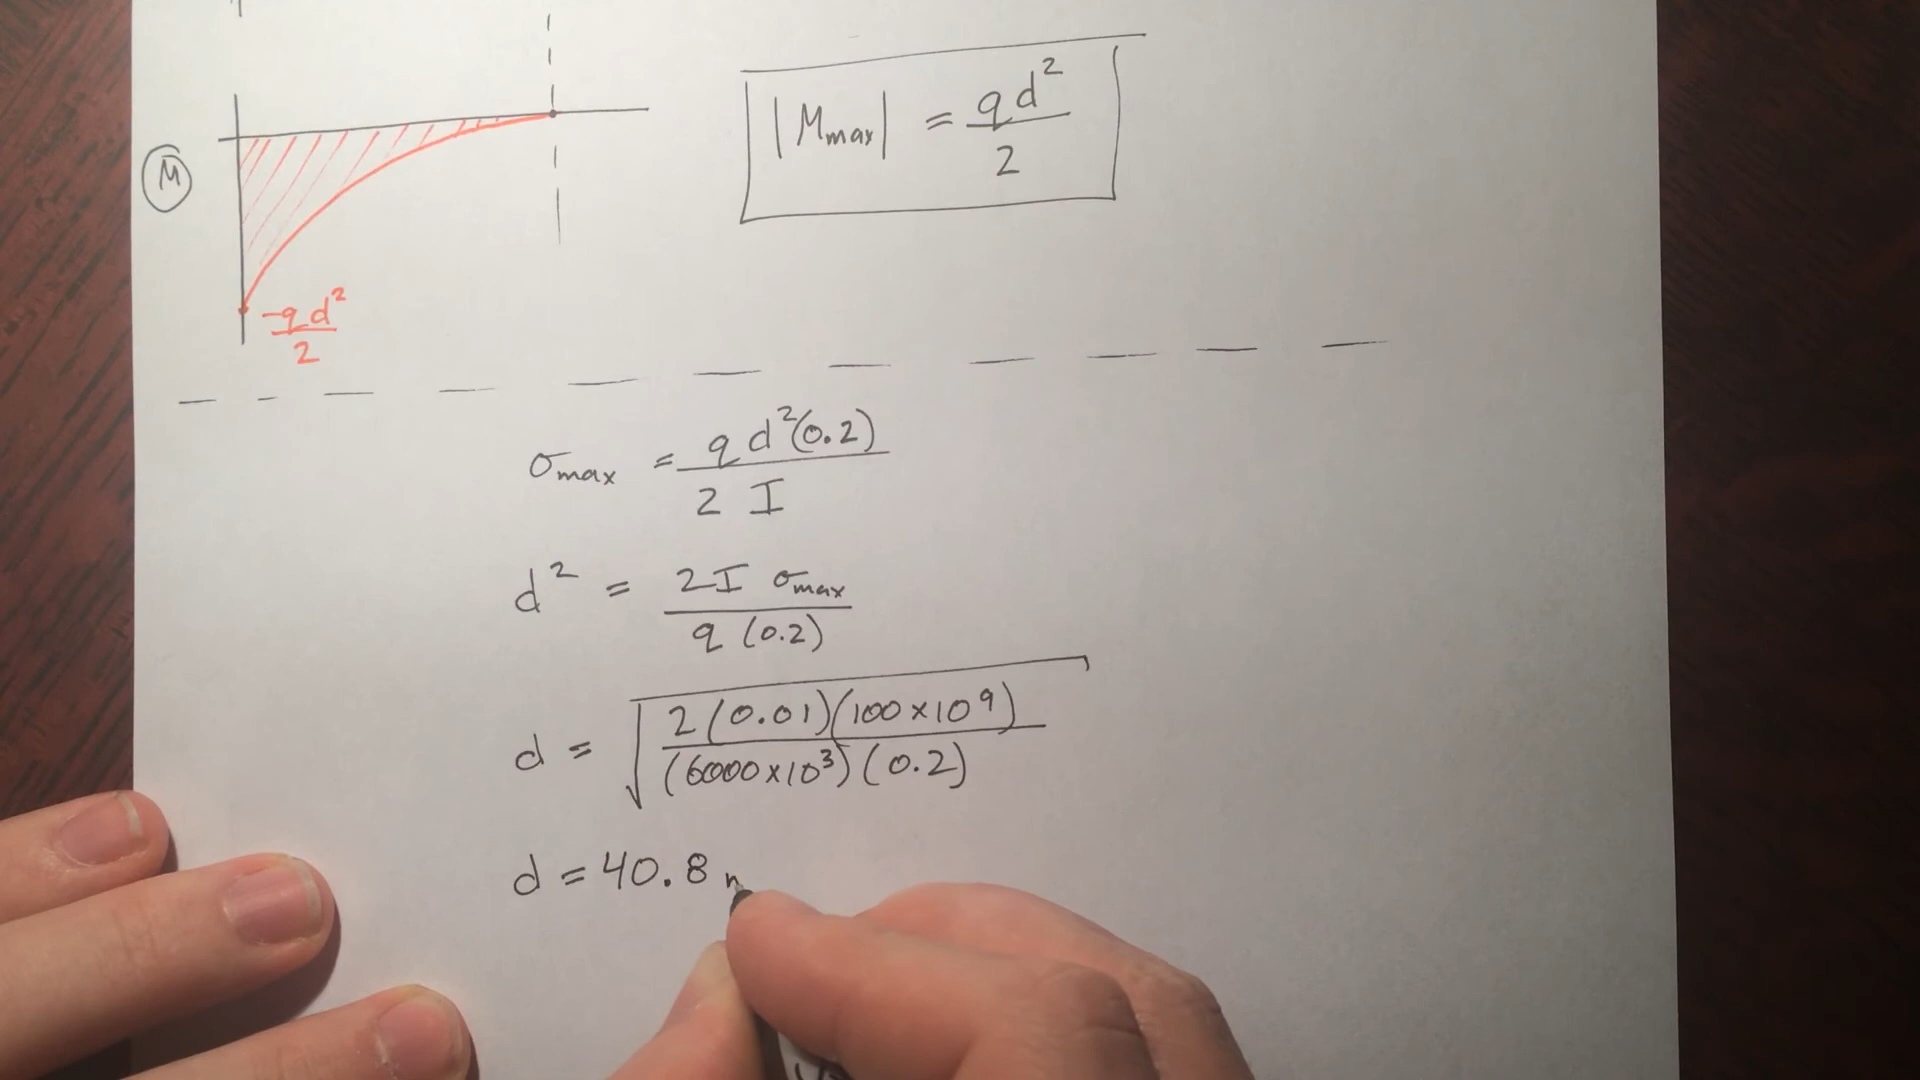 |Mmax| = qd²/2
M
-qd²/2
σmax = qd²(0.2)/2 I
d² = 2I σmax/q (0.2)
d = √(2(0.01)(100×10⁹)/(6000×10³)(0.2))
d = 40.8